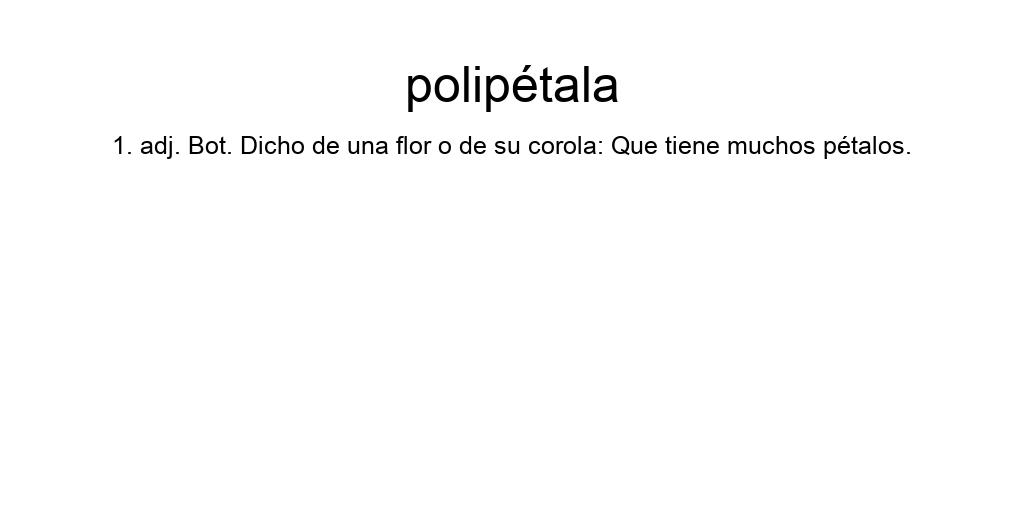 polipétala
1. adj. Bot. Dicho de una flor o de su corola: Que tiene muchos pétalos.